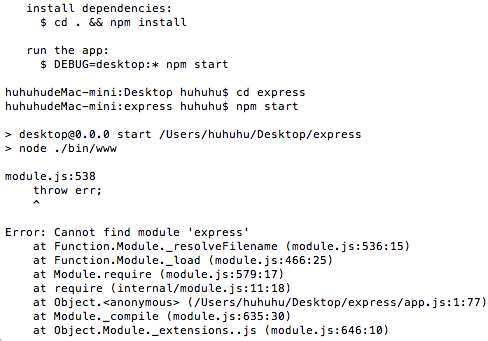 install dependencies:
$ cd . && npm install
run the app:
$ DEBUG=desktop:* npm start
huhuhudeMac-mini:Desktop huhuhu$ cd express
huhuhudeMac-mini:express huhuhu$ npm start
> desktop@0.0.0 start /Users/huhuhu/Desktop/express
> node ./bin/www
module.js:538
throw err;
^
Error: Cannot find module 'express'
at Function.Module._resolveFilename (module.js:536:15)
at Function.Module._load (module.js:466:25)
at Module.require (module.js:579:17)
at require (internal/module.js:11:18)
at Object.<anonymous> (/Users/huhuhu/Desktop/express/app.js:1:77)
at Module._compile (module.js:635:30)
at Object.Module._extensions..js (module.js:646:10)